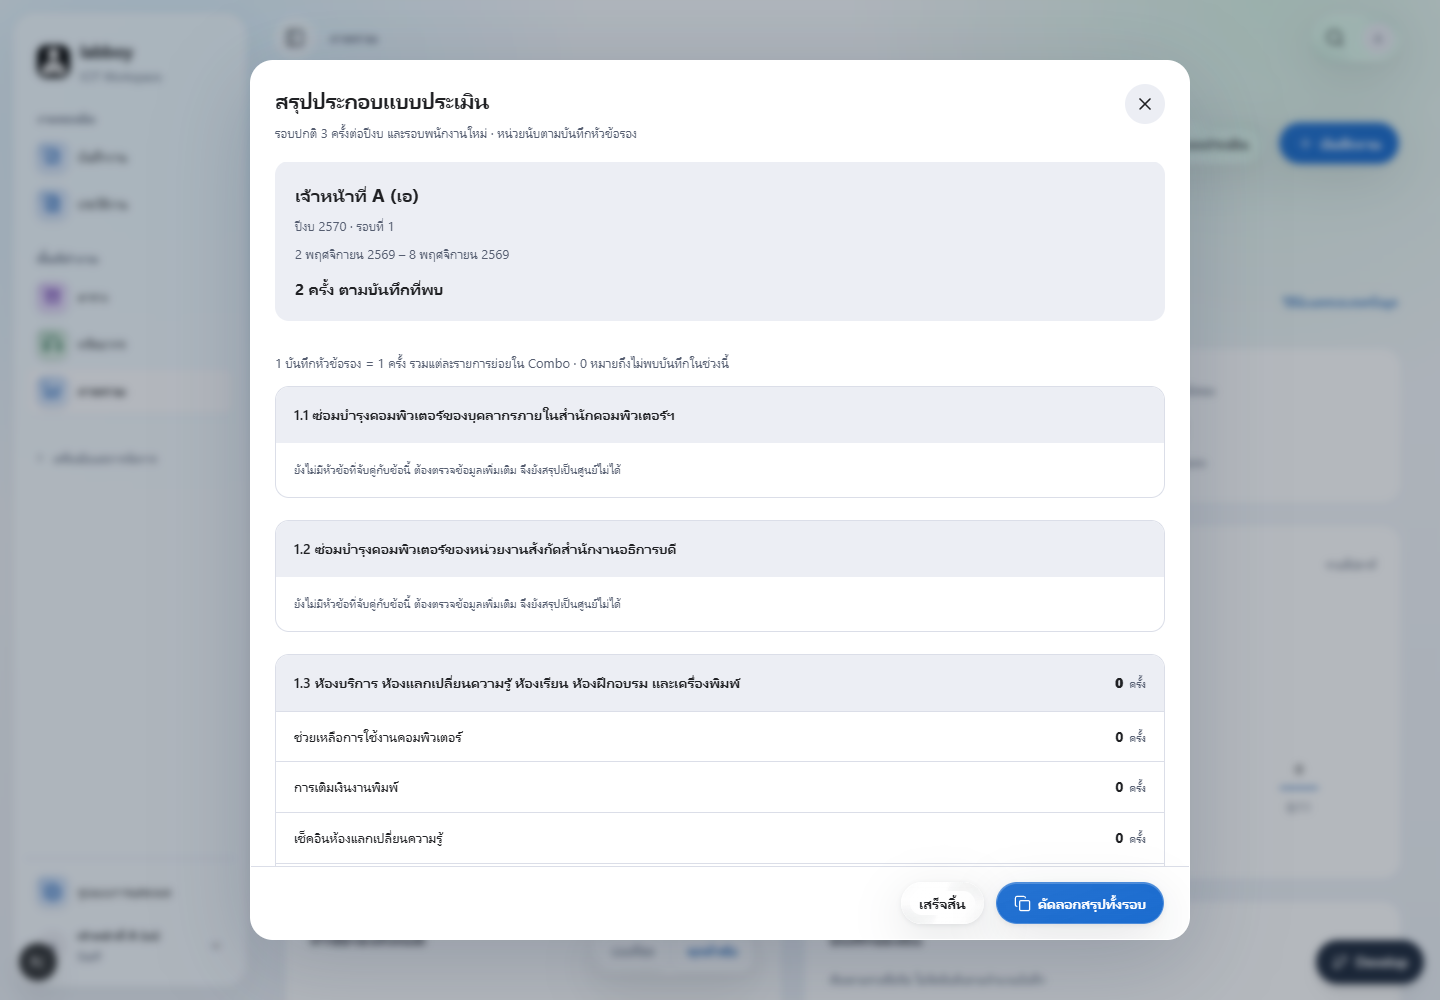 สรุปประกอบแบบประเมิน
รอบปกติ 3 ครั้งต่อปีงบ และรอบพนักงานใหม่ · หน่วยนับตามบันทึกหัวข้อรอง
เจ้าหน้าที่ A (เอ)
ปีงบ 2570 · รอบที่ 1
2 พฤศจิกายน 2569 – 8 พฤศจิกายน 2569
2 ครั้ง ตามบันทึกที่พบ
1 บันทึกหัวข้อรอง = 1 ครั้ง รวมแต่ละรายการย่อยใน Combo · 0 หมายถึงไม่พบบันทึกในช่วงนี้
1.1 ซ่อมบำรุงคอมพิวเตอร์ของบุคลากรภายในสำนักคอมพิวเตอร์ฯ
ยังไม่มีหัวข้อที่จับคู่กับข้อนี้ ต้องตรวจข้อมูลเพิ่มเติม จึงยังสรุปเป็นศูนย์ไม่ได้
1.2 ซ่อมบำรุงคอมพิวเตอร์ของหน่วยงานสังกัดสำนักงานอธิการบดี
ยังไม่มีหัวข้อที่จับคู่กับข้อนี้ ต้องตรวจข้อมูลเพิ่มเติม จึงยังสรุปเป็นศูนย์ไม่ได้
1.3 ห้องบริการ ห้องแลกเปลี่ยนความรู้ ห้องเรียน ห้องฝึกอบรม และเครื่องพิมพ์ 0 ครั้ง
ช่วยเหลือการใช้งานคอมพิวเตอร์ 0 ครั้ง
การเติมเงินงานพิมพ์ 0 ครั้ง
เช็คอินห้องแลกเปลี่ยนความรู้ 0 ครั้ง
เสร็จสิ้น
คัดลอกสรุปทั้งรอบ